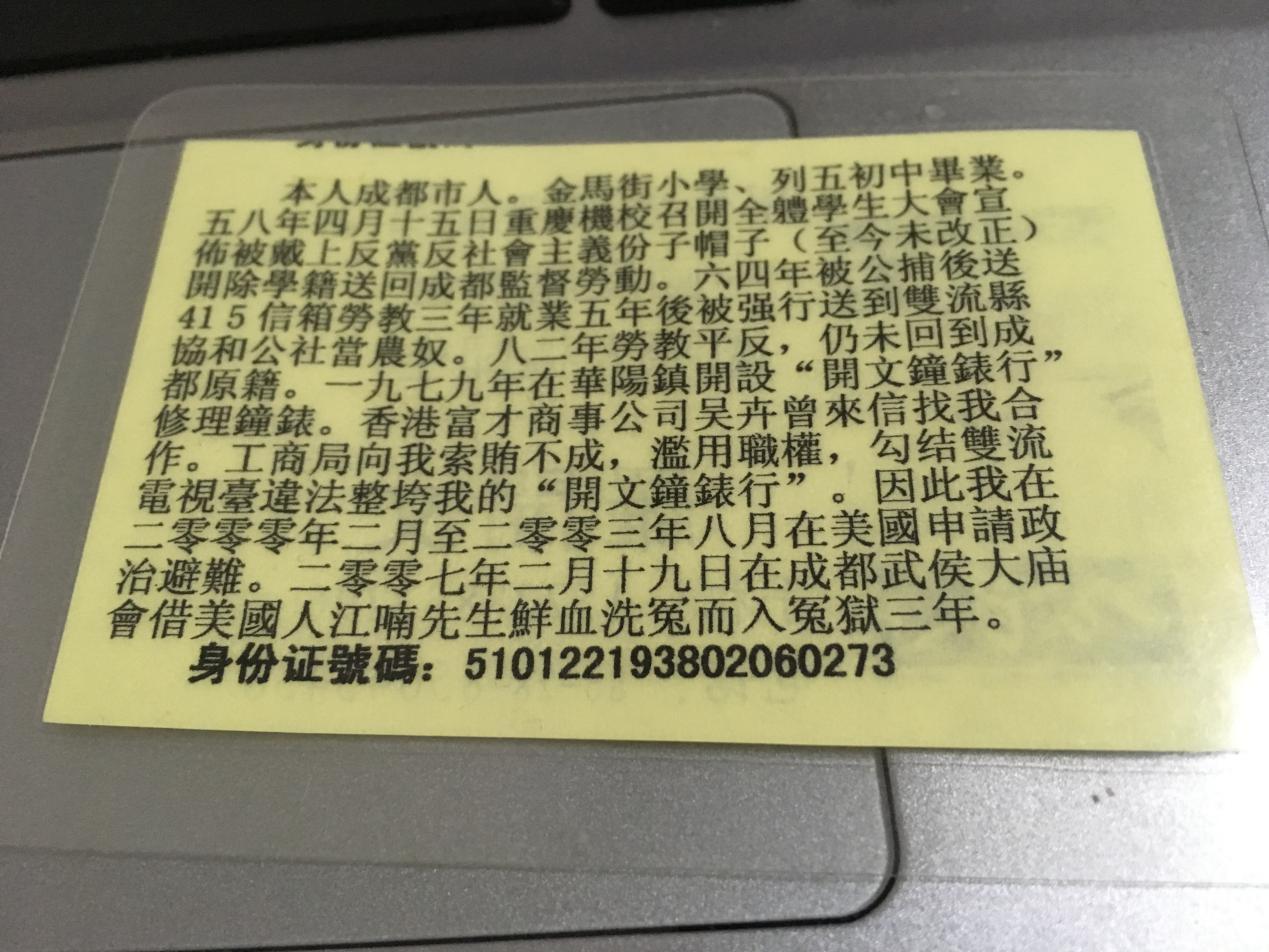 本人成都市人。金馬街小學、列五初中畢業。
五八年四月十五日重慶機校召開全體學生大會宣
佈被戴上反黨反社會主義份子帽子（至今未改正）
開除學籍送回成都監督勞動。六四年被公捕後送
415信箱勞教三年就業五年後被强行送到雙流縣
協和公社當農奴。八二年勞教平反，仍未回到成
都原籍。一九七九年在華陽鎮開設“開文鐘錶行”
修理鐘錶。香港富才商事公司吴卉曾來信找我合
作。工商局向我索賄不成，濫用職權，勾结雙流
電視臺違法整垮我的“開文鐘錶行”。因此我在
二零零零年二月至二零零三年八月在美國申請政
治避難。二零零七年二月十九日在成都武侯大庙
會借美國人江喃先生鮮血洗冤而入冤獄三年。
身份证號碼：510122193802060273